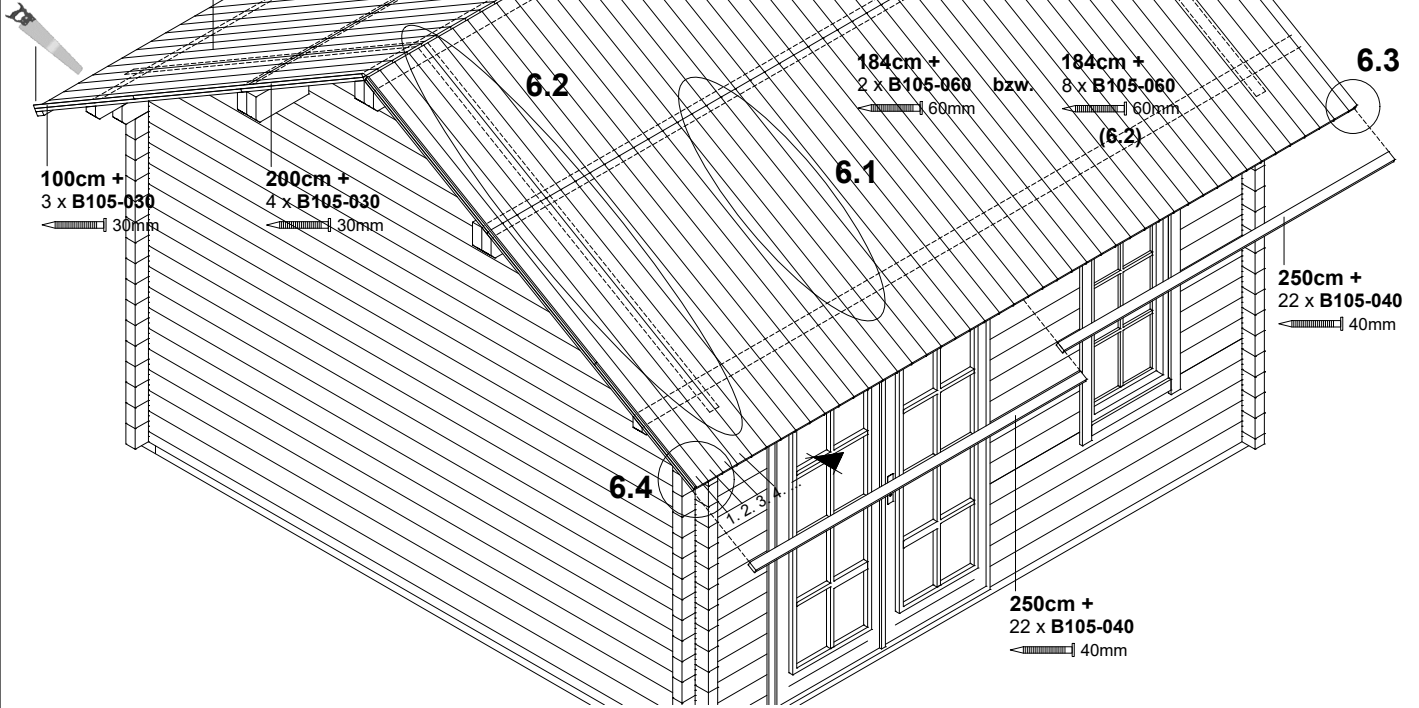 6.2
184cm +
2 x B105-060 bzw.
60mm
184cm +
8 x B105-060
60mm
(6.2)
6.3
100cm +
3 x B105-030
30mm
200cm +
4 x B105-030
30mm
6.1
250cm +
22 x B105-040
40mm
6.4
1. 2. 3. 4. ...
250cm +
22 x B105-040
40mm